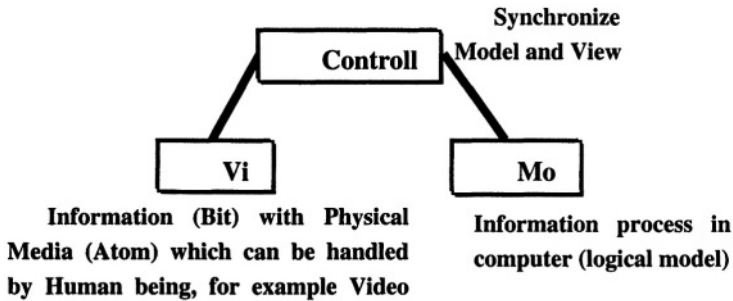 Synchronize
Model and View
Controll
Vi
Mo
Information (Bit) with Physical
Media (Atom) which can be handled
by Human being, for example Video
Information process in
computer (logical model)